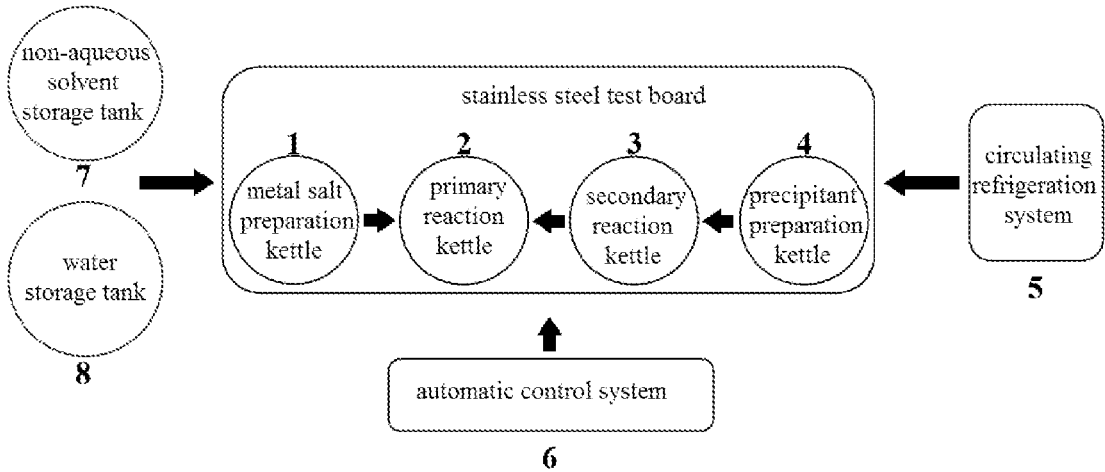 non-aqueous
solvent
storage tank
7
water
storage tank
8
stainless steel test board
1
metal salt
preparation
kettle
2
primary
reaction
kettle
3
secondary
reaction
kettle
4
precipitant
preparation
kettle
circulating
refrigeration
system
5
automatic control system
6